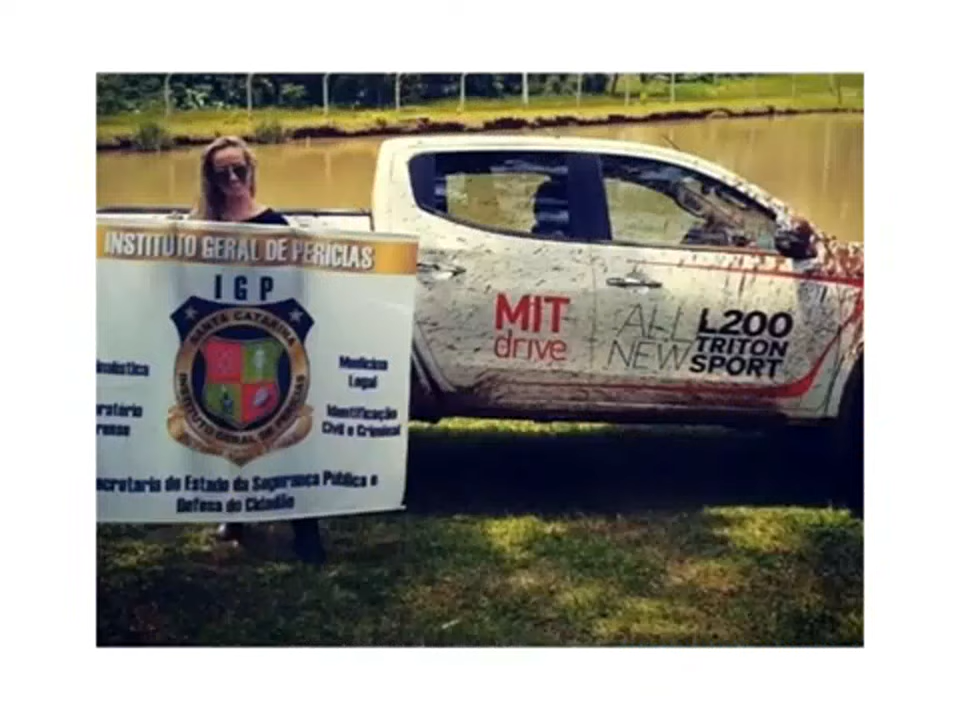 INSTITUTO GERAL DE PERÍCIAS
IGP
SANTA CATARINA
INSTITUTO GERAL DE PERÍCIAS
Medicina
Legal
Identificação
Civil e Criminal
Secretaria de Estado da Segurança Pública e
Defesa do Cidadão
MIT
drive
ALL
NEW
L200
TRITON
SPORT